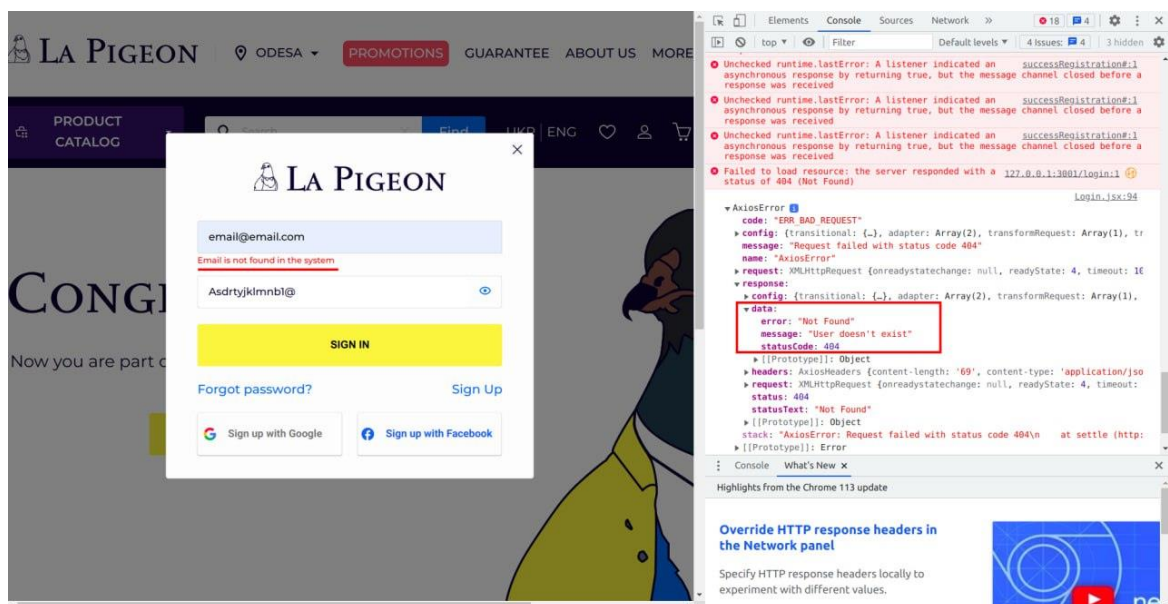 LA PIGEON
ODESA
PROMOTIONS
GUARANTEE
ABOUT US
MORE
PRODUCT
CATALOG
Search
Find
UKR | ENG
CONG
Now you are part
LA PIGEON
email@email.com
Email is not found in the system
Asdrtyjklmnb1@
SIGN IN
Forgot password?
Sign Up
Sign up with Google
Sign up with Facebook
Elements Console Sources Network » 18 4
top ▼ Filter Default levels ▼ 4 Issues: 4 3 hidden
Unchecked runtime.lastError: A listener indicated an successRegistration#:1
asynchronous response by returning true, but the message channel closed before a
response was received
Unchecked runtime.lastError: A listener indicated an successRegistration#:1
asynchronous response by returning true, but the message channel closed before a
response was received
Unchecked runtime.lastError: A listener indicated an successRegistration#:1
asynchronous response by returning true, but the message channel closed before a
response was received
Failed to load resource: the server responded with a 127.0.0.1:3001/login:1
status of 404 (Not Found)
Login.jsx:94
▼ AxiosError
code: "ERR_BAD_REQUEST"
▶ config: {transitional: {…}, adapter: Array(2), transformRequest: Array(1), tr
message: "Request failed with status code 404"
name: "AxiosError"
▶ request: XMLHttpRequest {onreadystatechange: null, readyState: 4, timeout: 1
▼ response:
▶ config: {transitional: {…}, adapter: Array(2), transformRequest: Array(1),
▼ data:
error: "Not Found"
message: "User doesn't exist"
statusCode: 404
▶ [[Prototype]]: Object
▶ headers: AxiosHeaders {content-length: '69', content-type: 'application/jso
▶ request: XMLHttpRequest {onreadystatechange: null, readyState: 4, timeout:
status: 404
statusText: "Not Found"
▶ [[Prototype]]: Object
stack: "AxiosError: Request failed with status code 404\n at settle (http:
▶ [[Prototype]]: Error
Console What's New ×
Highlights from the Chrome 113 update
Override HTTP response headers in
the Network panel
Specify HTTP response headers locally to
experiment with different values.
ne